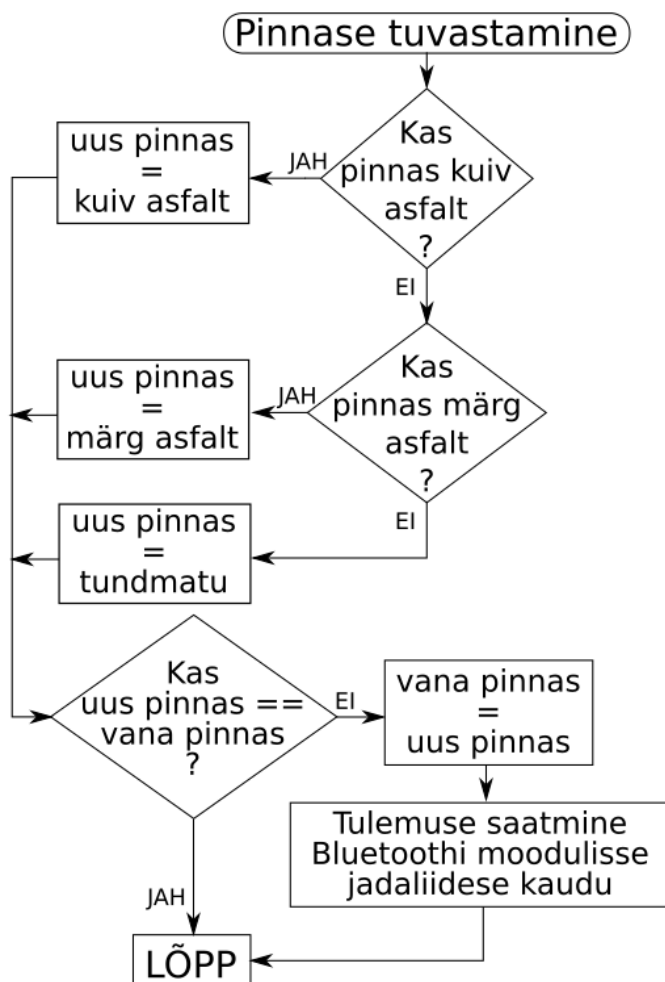 Pinnase tuvastamine
Kas
pinnas kuiv
asfalt
?
JAH
uus pinnas
=
kuiv asfalt
EI
Kas
pinnas märg
asfalt
?
JAH
uus pinnas
=
märg asfalt
EI
uus pinnas
=
tundmatu
Kas
uus pinnas ==
vana pinnas
?
EI
vana pinnas
=
uus pinnas
Tulemuse saatmine
Bluetoothi moodulisse
jadaliidese kaudu
JAH
LÕPP